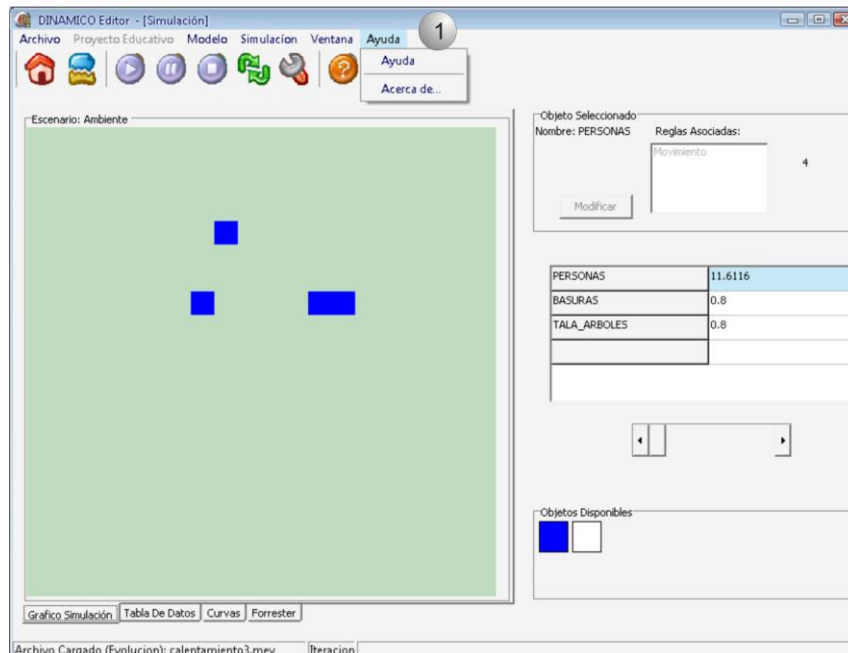 DINAMICO Editor - [Simulación]
Archivo Proyecto Educativo Modelo Simulacíon Ventana Ayuda
1
Ayuda
Acerca de...
Escenario: Ambiente
Objeto Seleccionado
Nombre: PERSONAS Reglas Asociadas:
Movimiento
4
Modificar
PERSONAS 11.6116
BASURAS 0.8
TALA_ARBOLES 0.8
Objetos Disponibles
Grafico Simulación Tabla De Datos Curvas Forrester
Archivo Cargado (Evolucion): calentamiento3.mev Iteracion